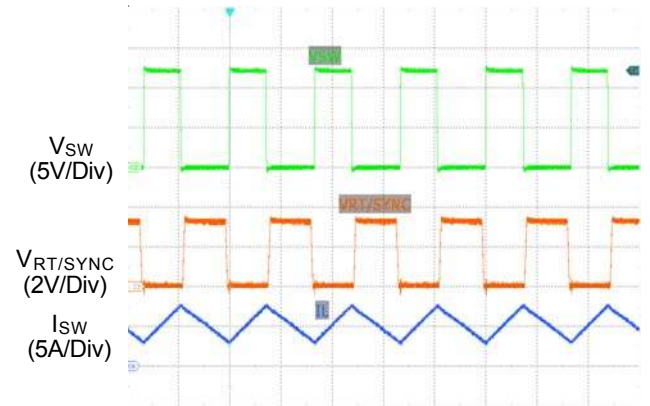 VSW
VSW
(5V/Div)
VRT/SYNC
VRT/SYNC
(2V/Div)
IL
ISW
(5A/Div)